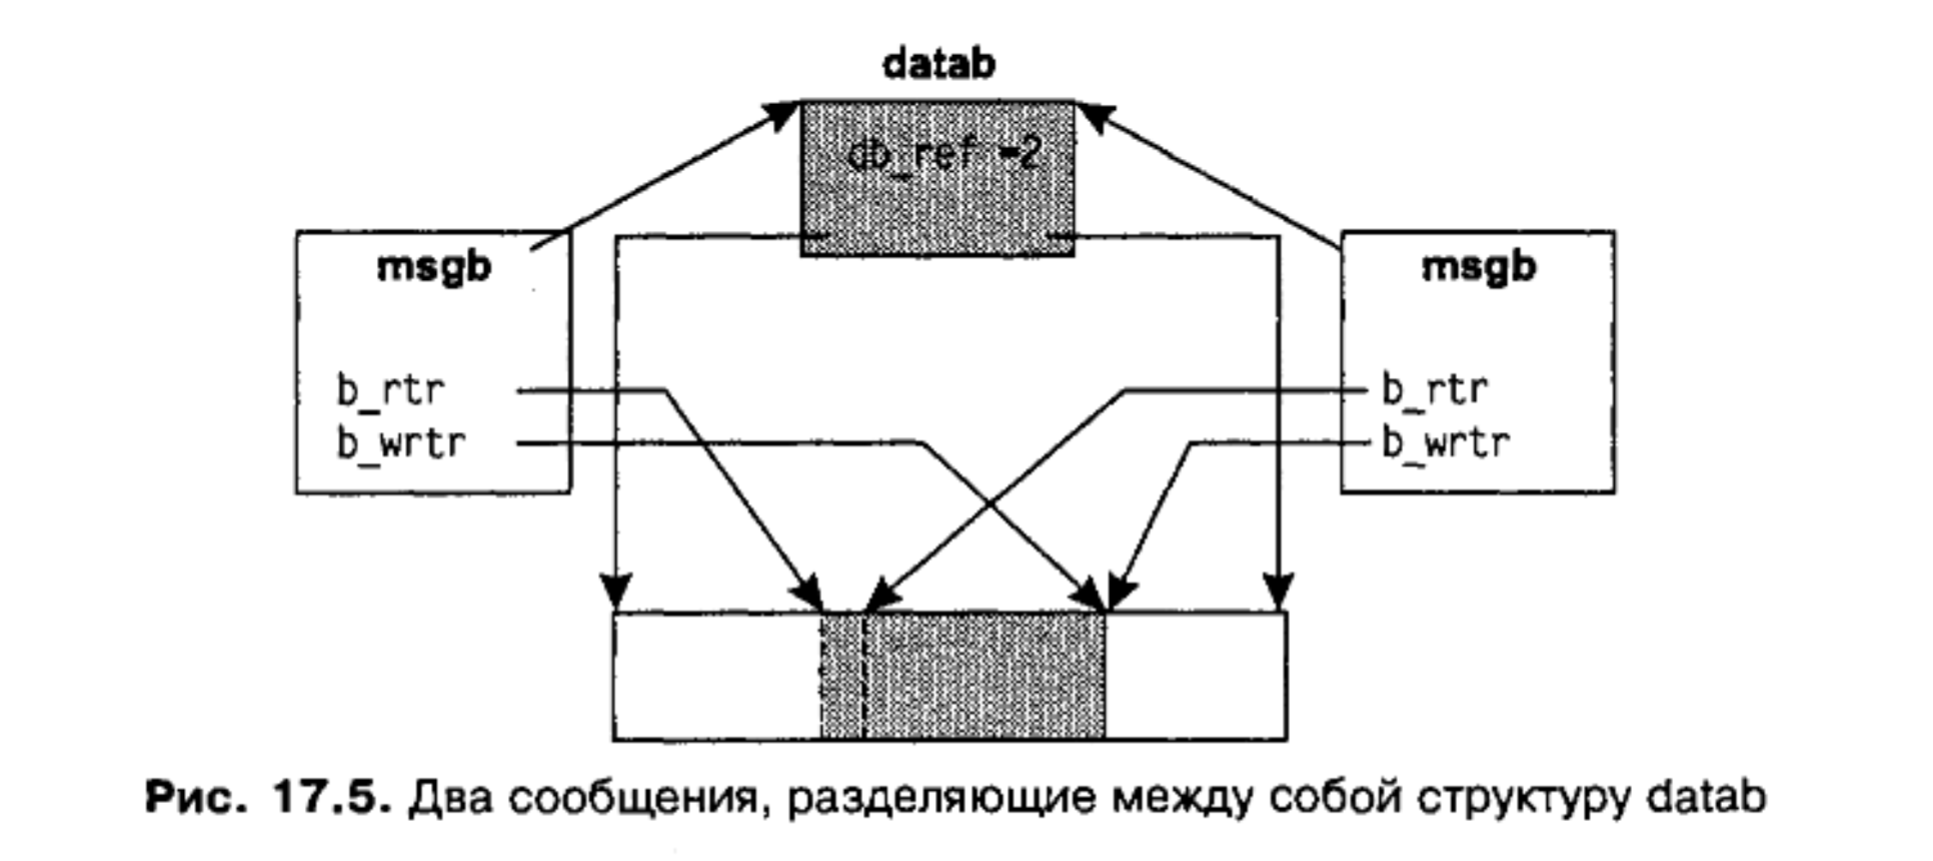 datab
db_ref =2
msgb
b_rtr
b_wrtr
msgb
b_rtr
b_wrtr
Рис. 17.5. Два сообщения, разделяющие между собой структуру datab